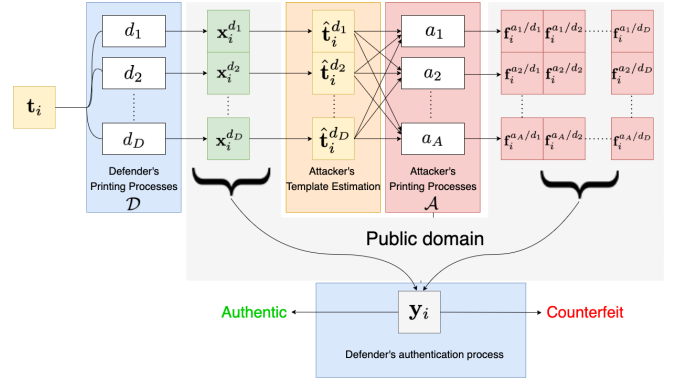 t_i
d_1
d_2
d_D
Defender's
Printing Processes
𝒟
x_i^{d_1}
x_i^{d_2}
x_i^{d_D}
t̂_i^{d_1}
t̂_i^{d_2}
t̂_i^{d_D}
Attacker's
Template Estimation
a_1
a_2
a_A
Attacker's
Printing Processes
𝒜
f_i^{a_1/d_1} f_i^{a_1/d_2} f_i^{a_1/d_D}
f_i^{a_2/d_1} f_i^{a_2/d_2} f_i^{a_2/d_D}
f_i^{a_A/d_1} f_i^{a_A/d_2} f_i^{a_A/d_D}
Public domain
Authentic
y_i
Counterfeit
Defender's authentication process